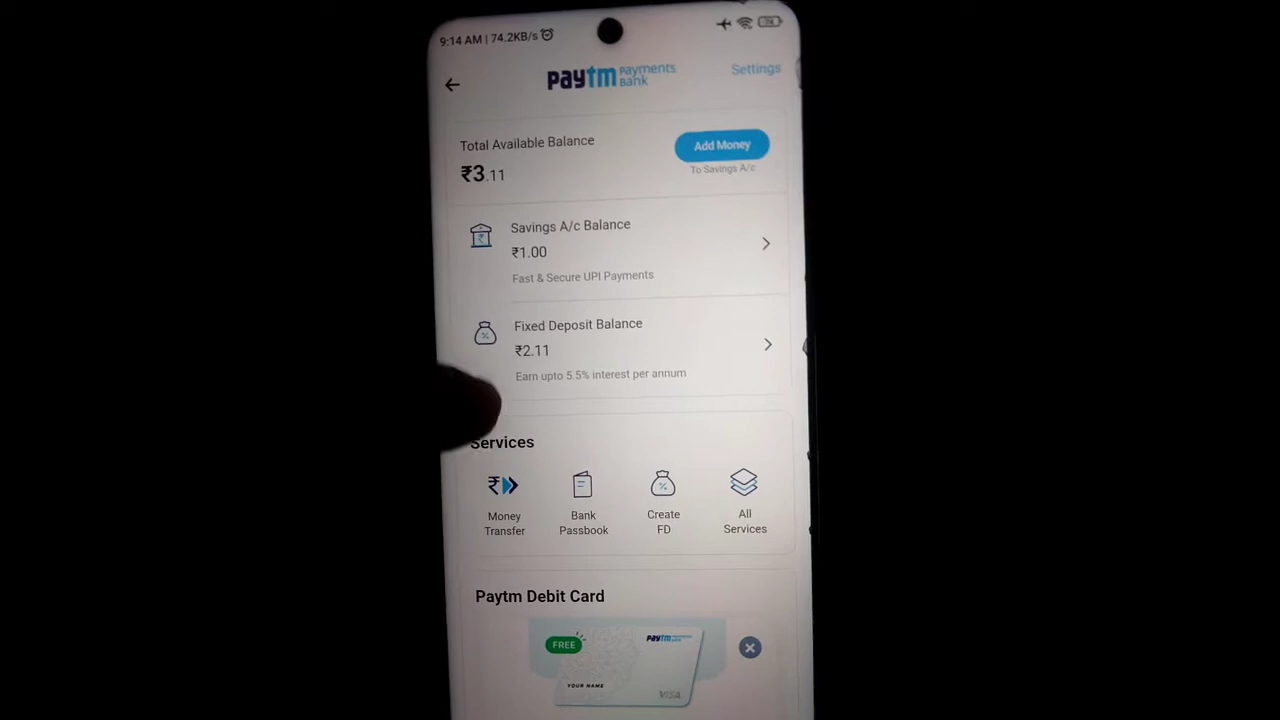 9:14 AM | 74.2KB/s
paytm Payments Bank
Settings
Total Available Balance
₹3.11
Add Money
To Savings A/c
Savings A/c Balance
₹1.00
Fast & Secure UPI Payments
Fixed Deposit Balance
₹2.11
Earn upto 5.5% interest per annum
Services
Money Transfer
Bank Passbook
Create FD
All Services
Paytm Debit Card
FREE
paytm PAYMENTS BANK
YOUR NAME
VISA